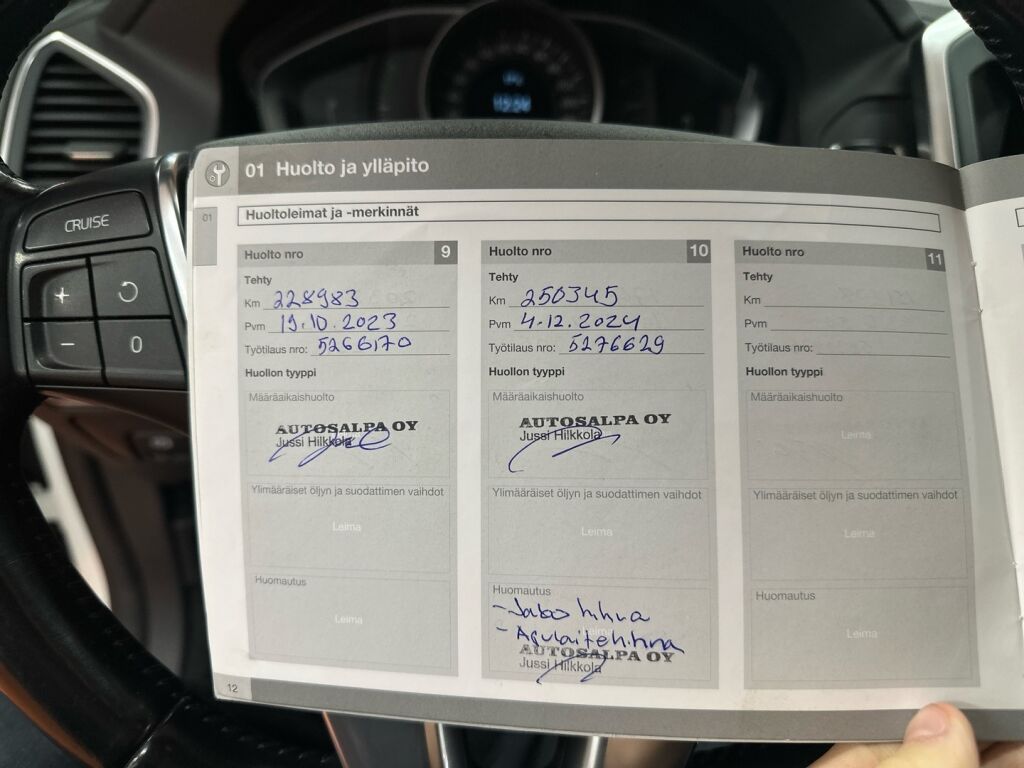 CRUISE
+
−
0
01 Huolto ja ylläpito
01
Huoltoleimat ja -merkinnät
Huolto nro 9
Tehty
Km 228983
Pvm 19.10.2023
Työtilaus nro: 5266170
Huollon tyyppi
Määräaikaishuolto
AUTOSALPA OY
Jussi Hilkkola
Ylimääräiset öljyn ja suodattimen vaihdot
Leima
Huomautus
Leima
12
Huolto nro 10
Tehty
Km 250345
Pvm 4.12.2024
Työtilaus nro: 5276629
Huollon tyyppi
Määräaikaishuolto
AUTOSALPA OY
Jussi Hilkkola
Ylimääräiset öljyn ja suodattimen vaihdot
Leima
Huomautus
- Jako hihna
- Apulaitehihna
Leima
AUTOSALPA OY
Jussi Hilkkola
Huolto nro 11
Tehty
Km
Pvm
Työtilaus nro:
Huollon tyyppi
Määräaikaishuolto
Leima
Ylimääräiset öljyn ja suodattimen vaihdot
Leima
Huomautus
Leima